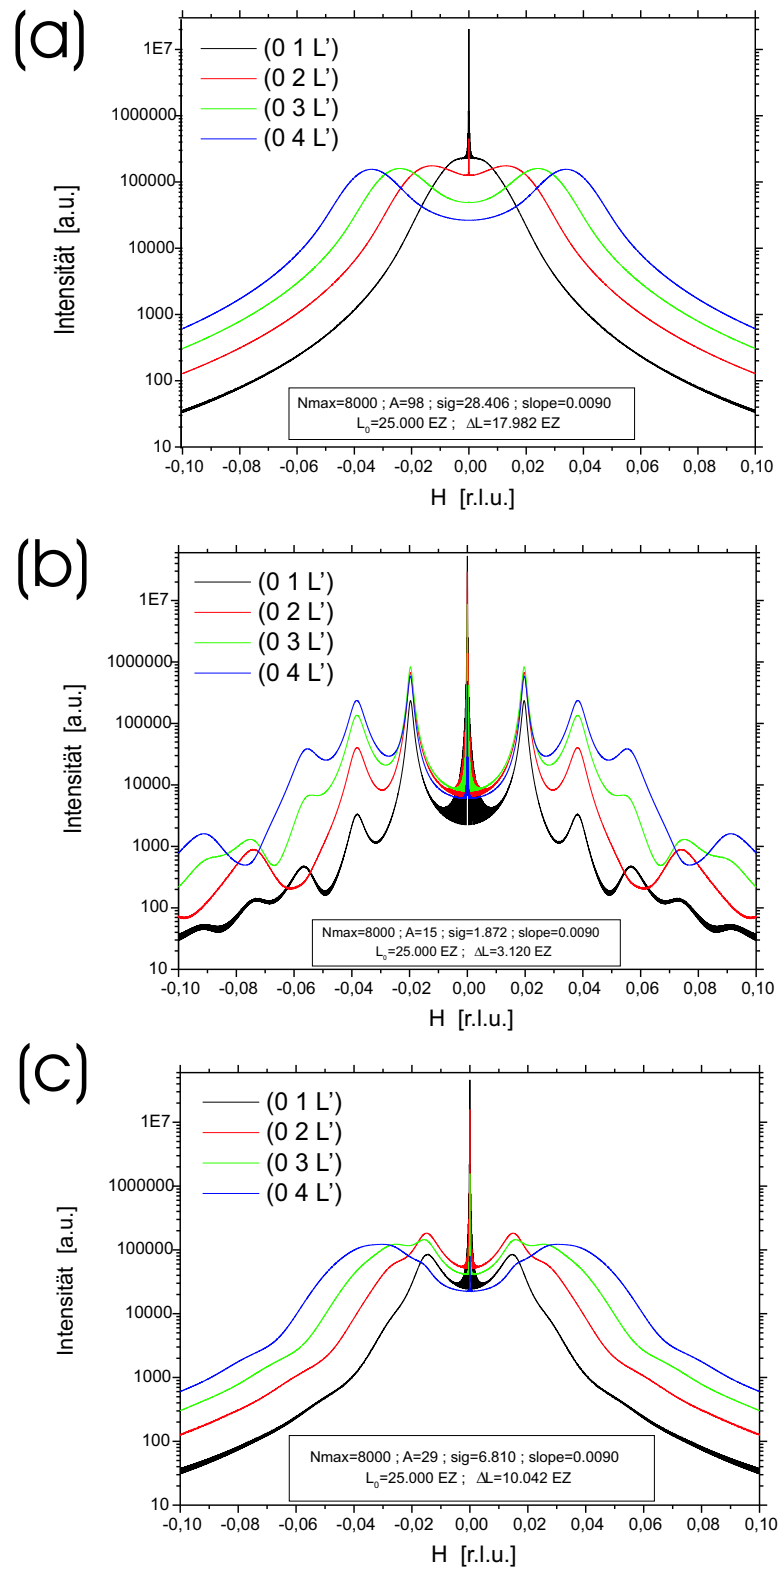 (a)
1E7
1000000
100000
10000
1000
100
10
Intensität [a.u.]
(0 1 L')
(0 2 L')
(0 3 L')
(0 4 L')
Nmax=8000 ; A=98 ; sig=28.406 ; slope=0.0090
L0=25.000 EZ ; ΔL=17.982 EZ
-0,10 -0,08 -0,06 -0,04 -0,02 0,00 0,02 0,04 0,06 0,08 0,10
H [r.l.u.]
(b)
1E7
1000000
100000
10000
1000
100
10
Intensität [a.u.]
(0 1 L')
(0 2 L')
(0 3 L')
(0 4 L')
Nmax=8000 ; A=15 ; sig=1.872 ; slope=0.0090
L0=25.000 EZ ; ΔL=3.120 EZ
-0,10 -0,08 -0,06 -0,04 -0,02 0,00 0,02 0,04 0,06 0,08 0,10
H [r.l.u.]
(c)
1E7
1000000
100000
10000
1000
100
10
Intensität [a.u.]
(0 1 L')
(0 2 L')
(0 3 L')
(0 4 L')
Nmax=8000 ; A=29 ; sig=6.810 ; slope=0.0090
L0=25.000 EZ ; ΔL=10.042 EZ
-0,10 -0,08 -0,06 -0,04 -0,02 0,00 0,02 0,04 0,06 0,08 0,10
H [r.l.u.]